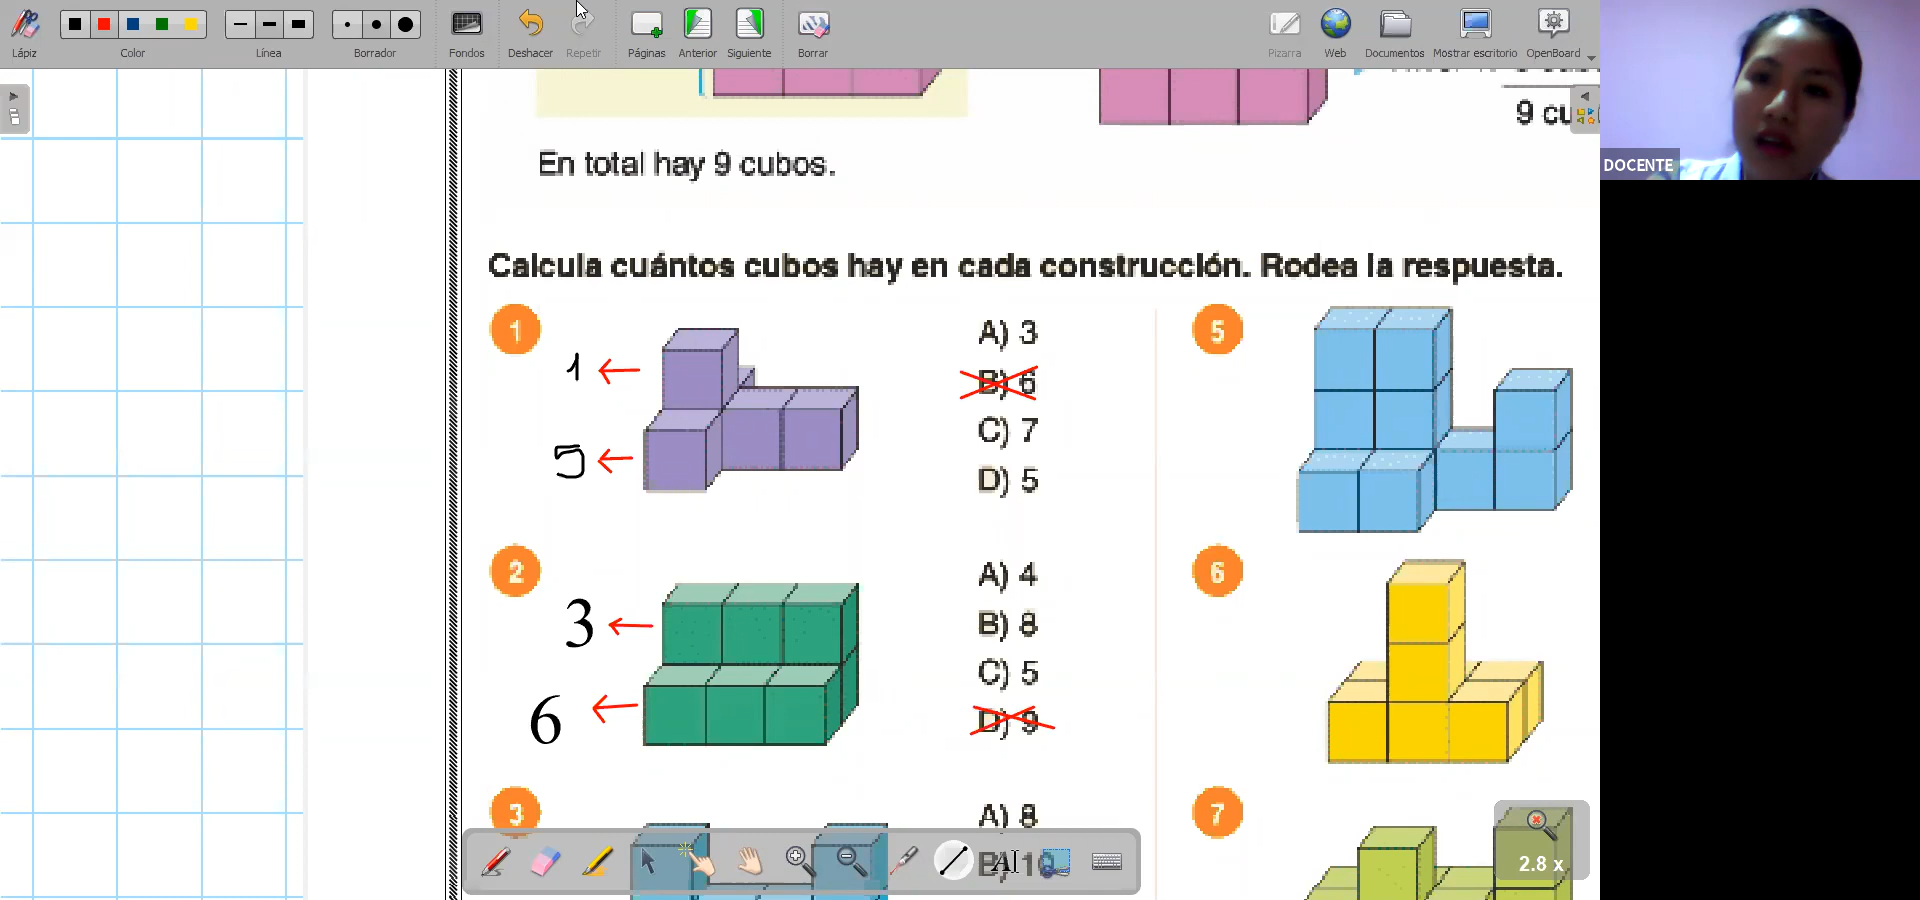 Lápiz
Color
Línea
Borrador
Fondos
Deshacer
Repetir
Páginas
Anterior
Siguiente
Borrar
Pizarra
Web
Documentos
Mostrar escritorio
OpenBoard
DOCENTE
9 cu
En total hay 9 cubos.
Calcula cuántos cubos hay en cada construcción. Rodea la respuesta.
1
1
5
A) 3
B) 6
C) 7
D) 5
5
2
3
6
A) 4
B) 8
C) 5
D) 9
6
3
A) 8
B) 1
7
2.8 x